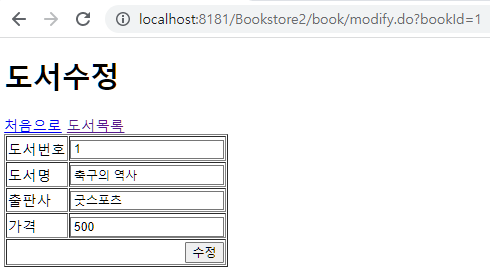 localhost:8181/Bookstore2/book/modify.do?bookId=1
도서수정
처음으로 도서목록
도서번호 1
도서명 축구의 역사
출판사 굿스포츠
가격 500
수정